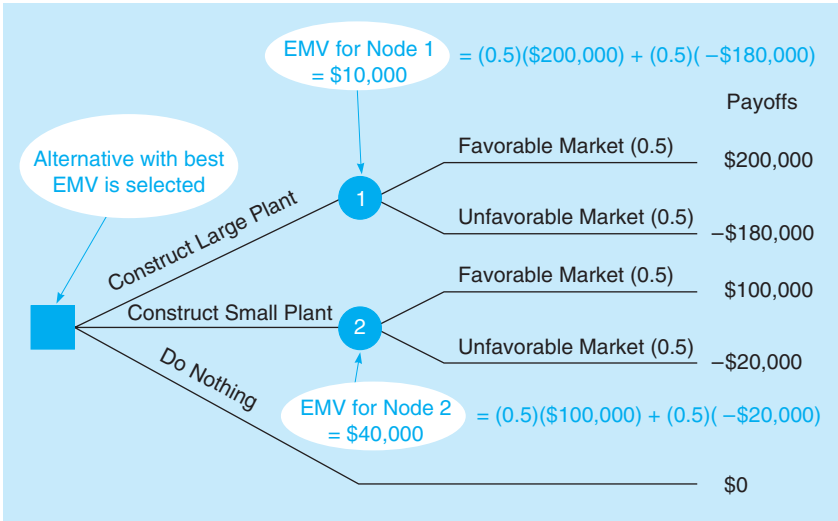 EMV for Node 1
= $10,000
= (0.5)($200,000) + (0.5)( –$180,000)
Payoffs
Alternative with best
EMV is selected
Favorable Market (0.5)
$200,000
1
Construct Large Plant
Unfavorable Market (0.5)
–$180,000
Favorable Market (0.5)
$100,000
Construct Small Plant
2
Unfavorable Market (0.5)
–$20,000
Do Nothing
EMV for Node 2
= $40,000
= (0.5)($100,000) + (0.5)( –$20,000)
$0